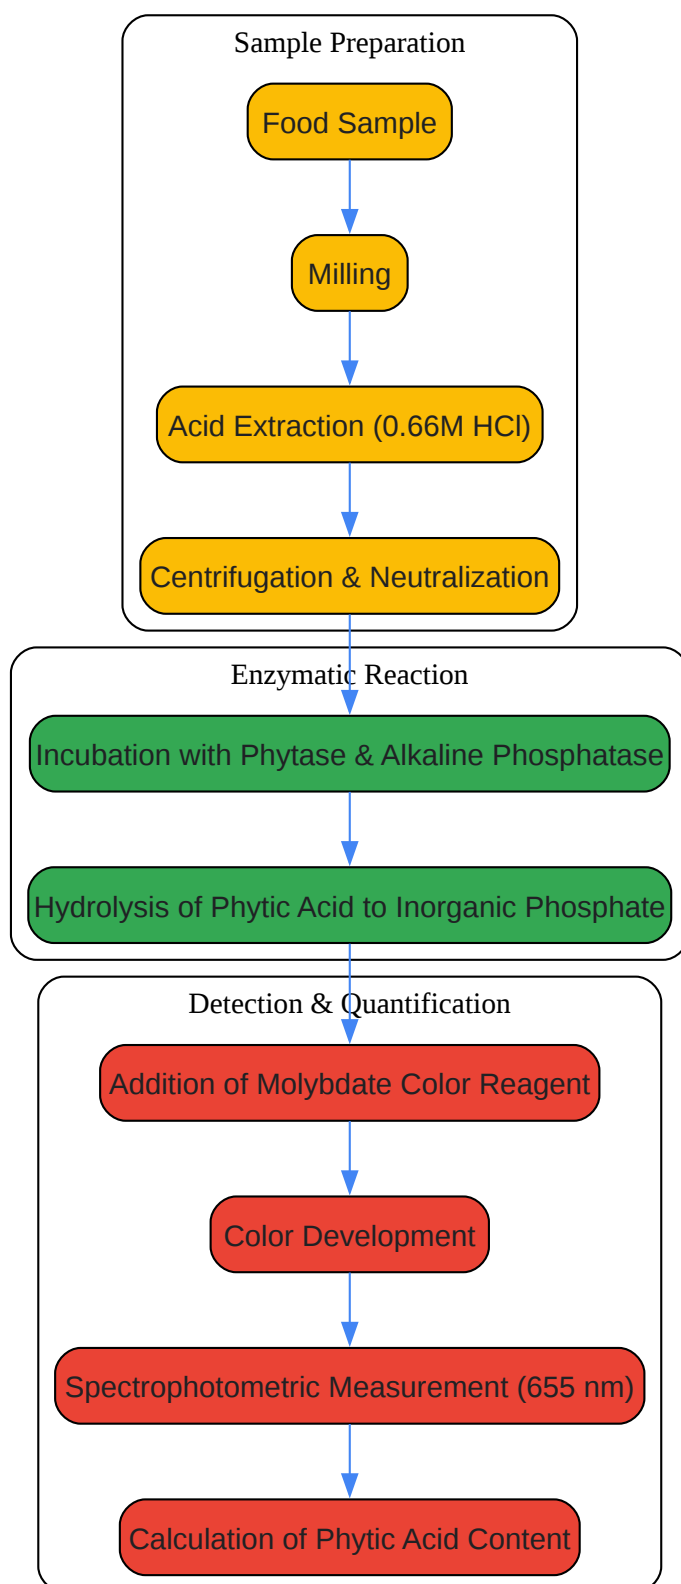 Sample Preparation
Food Sample
Milling
Acid Extraction (0.66M HCl)
Centrifugation & Neutralization
Enzymatic Reaction
Incubation with Phytase & Alkaline Phosphatase
Hydrolysis of Phytic Acid to Inorganic Phosphate
Detection & Quantification
Addition of Molybdate Color Reagent
Color Development
Spectrophotometric Measurement (655 nm)
Calculation of Phytic Acid Content